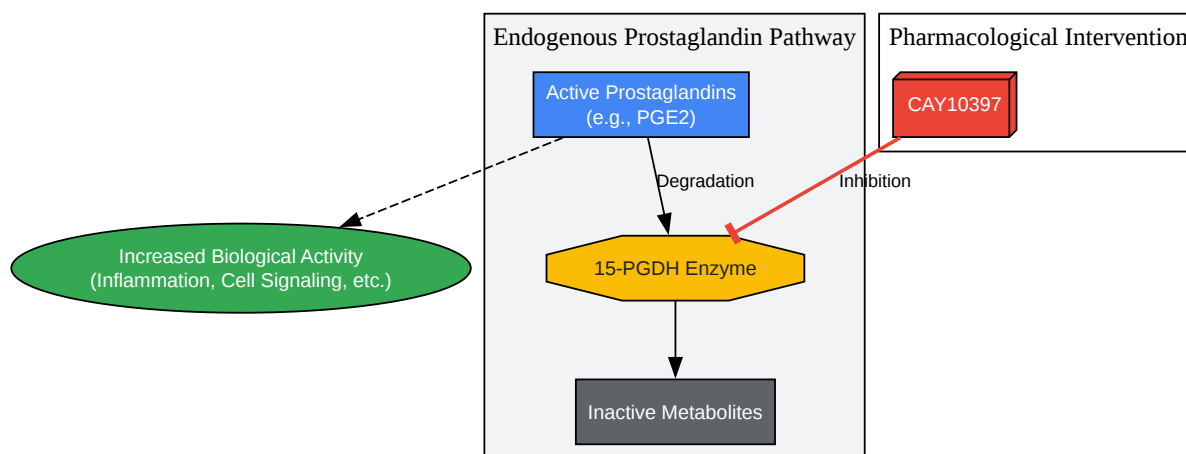 Endogenous Prostaglandin Pathway
Pharmacological Intervention
Active Prostaglandins
(e.g., PGE2)
CAY10397
Degradation
Inhibition
Increased Biological Activity
(Inflammation, Cell Signaling, etc.)
15-PGDH Enzyme
Inactive Metabolites